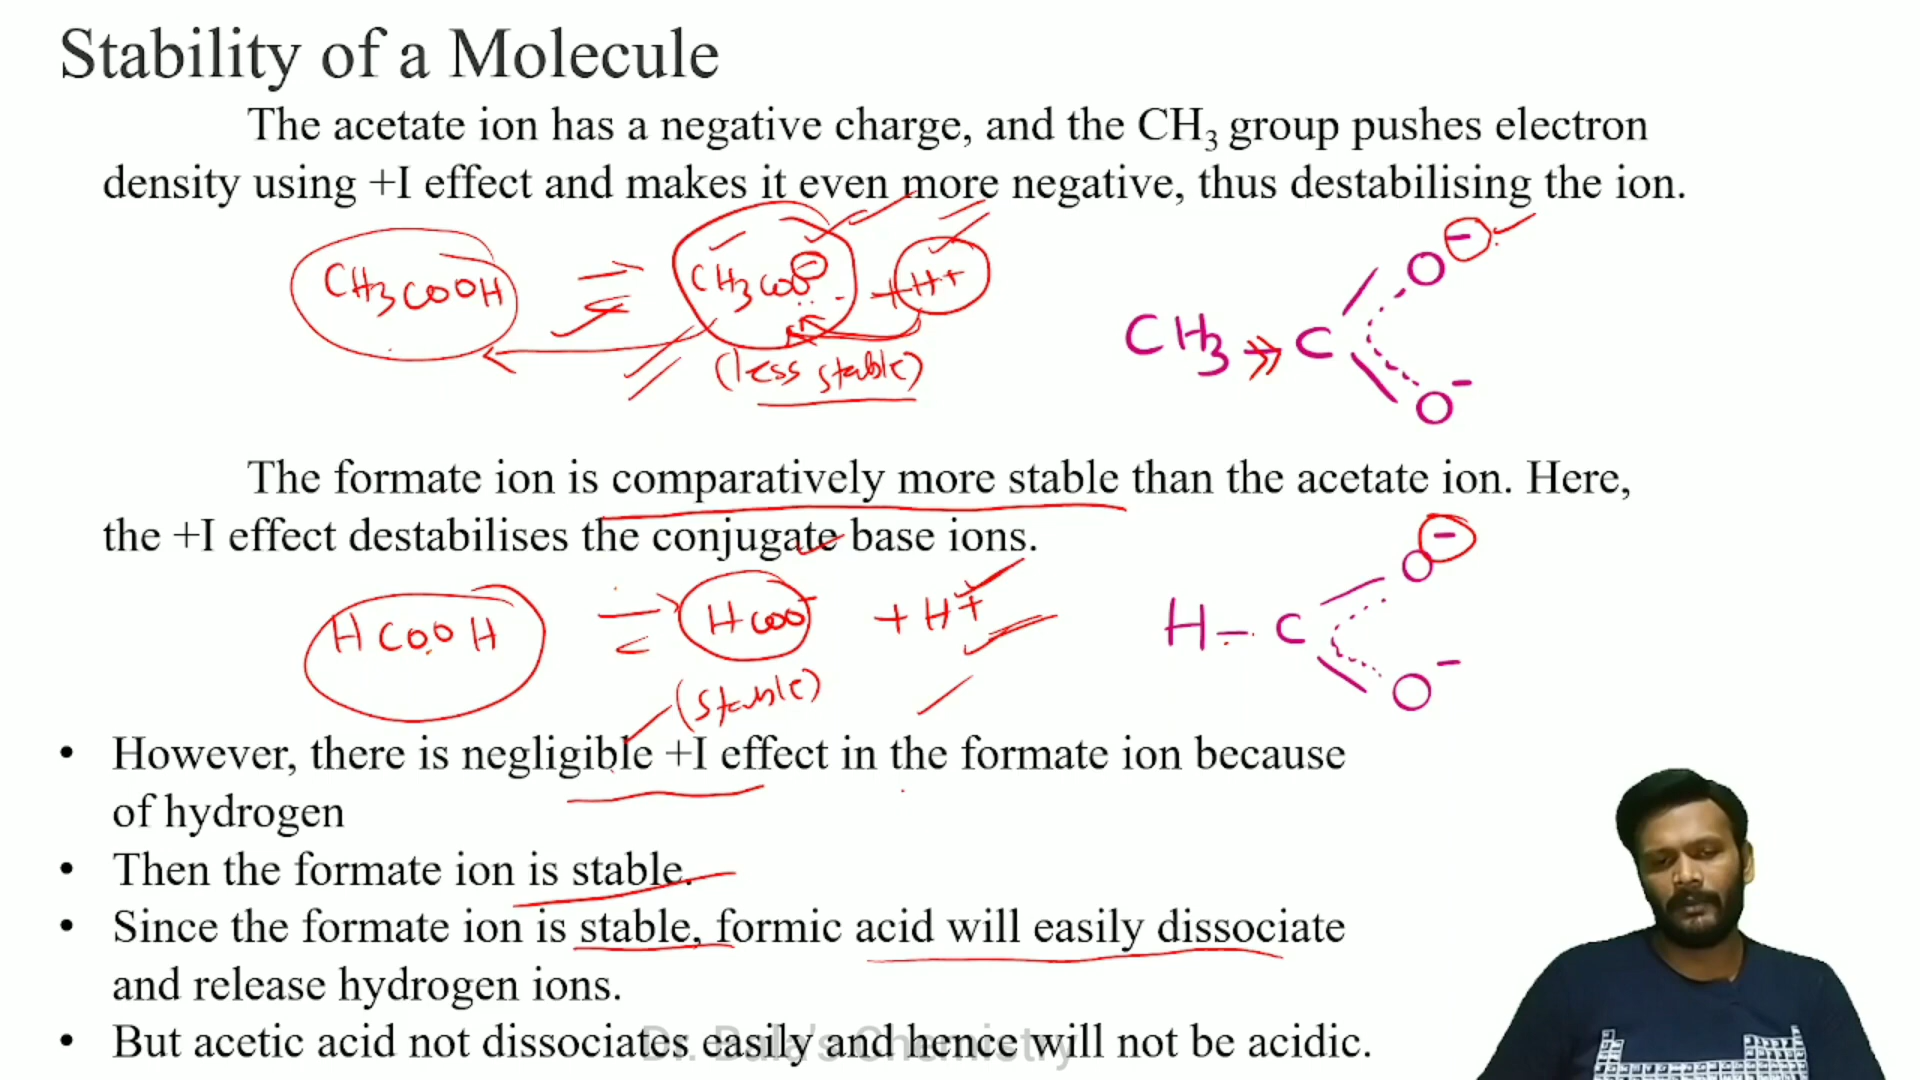 Stability of a Molecule
The acetate ion has a negative charge, and the CH₃ group pushes electron
density using +I effect and makes it even more negative, thus destabilising the ion.
CH₃COOH ⇌ CH₃COO⊖ + H+
(less stable)
CH₃ C O⁻ O⁻
The formate ion is comparatively more stable than the acetate ion. Here,
the +I effect destabilises the conjugate base ions.
HCOOH ⇌ HCOO⁻ + H+
(stable)
H – C O⁻ O⁻
• However, there is negligible +I effect in the formate ion because
of hydrogen
• Then the formate ion is stable.
• Since the formate ion is stable, formic acid will easily dissociate
and release hydrogen ions.
• But acetic acid not dissociates easily and hence will not be acidic.
Dr. Bala's Chemistry